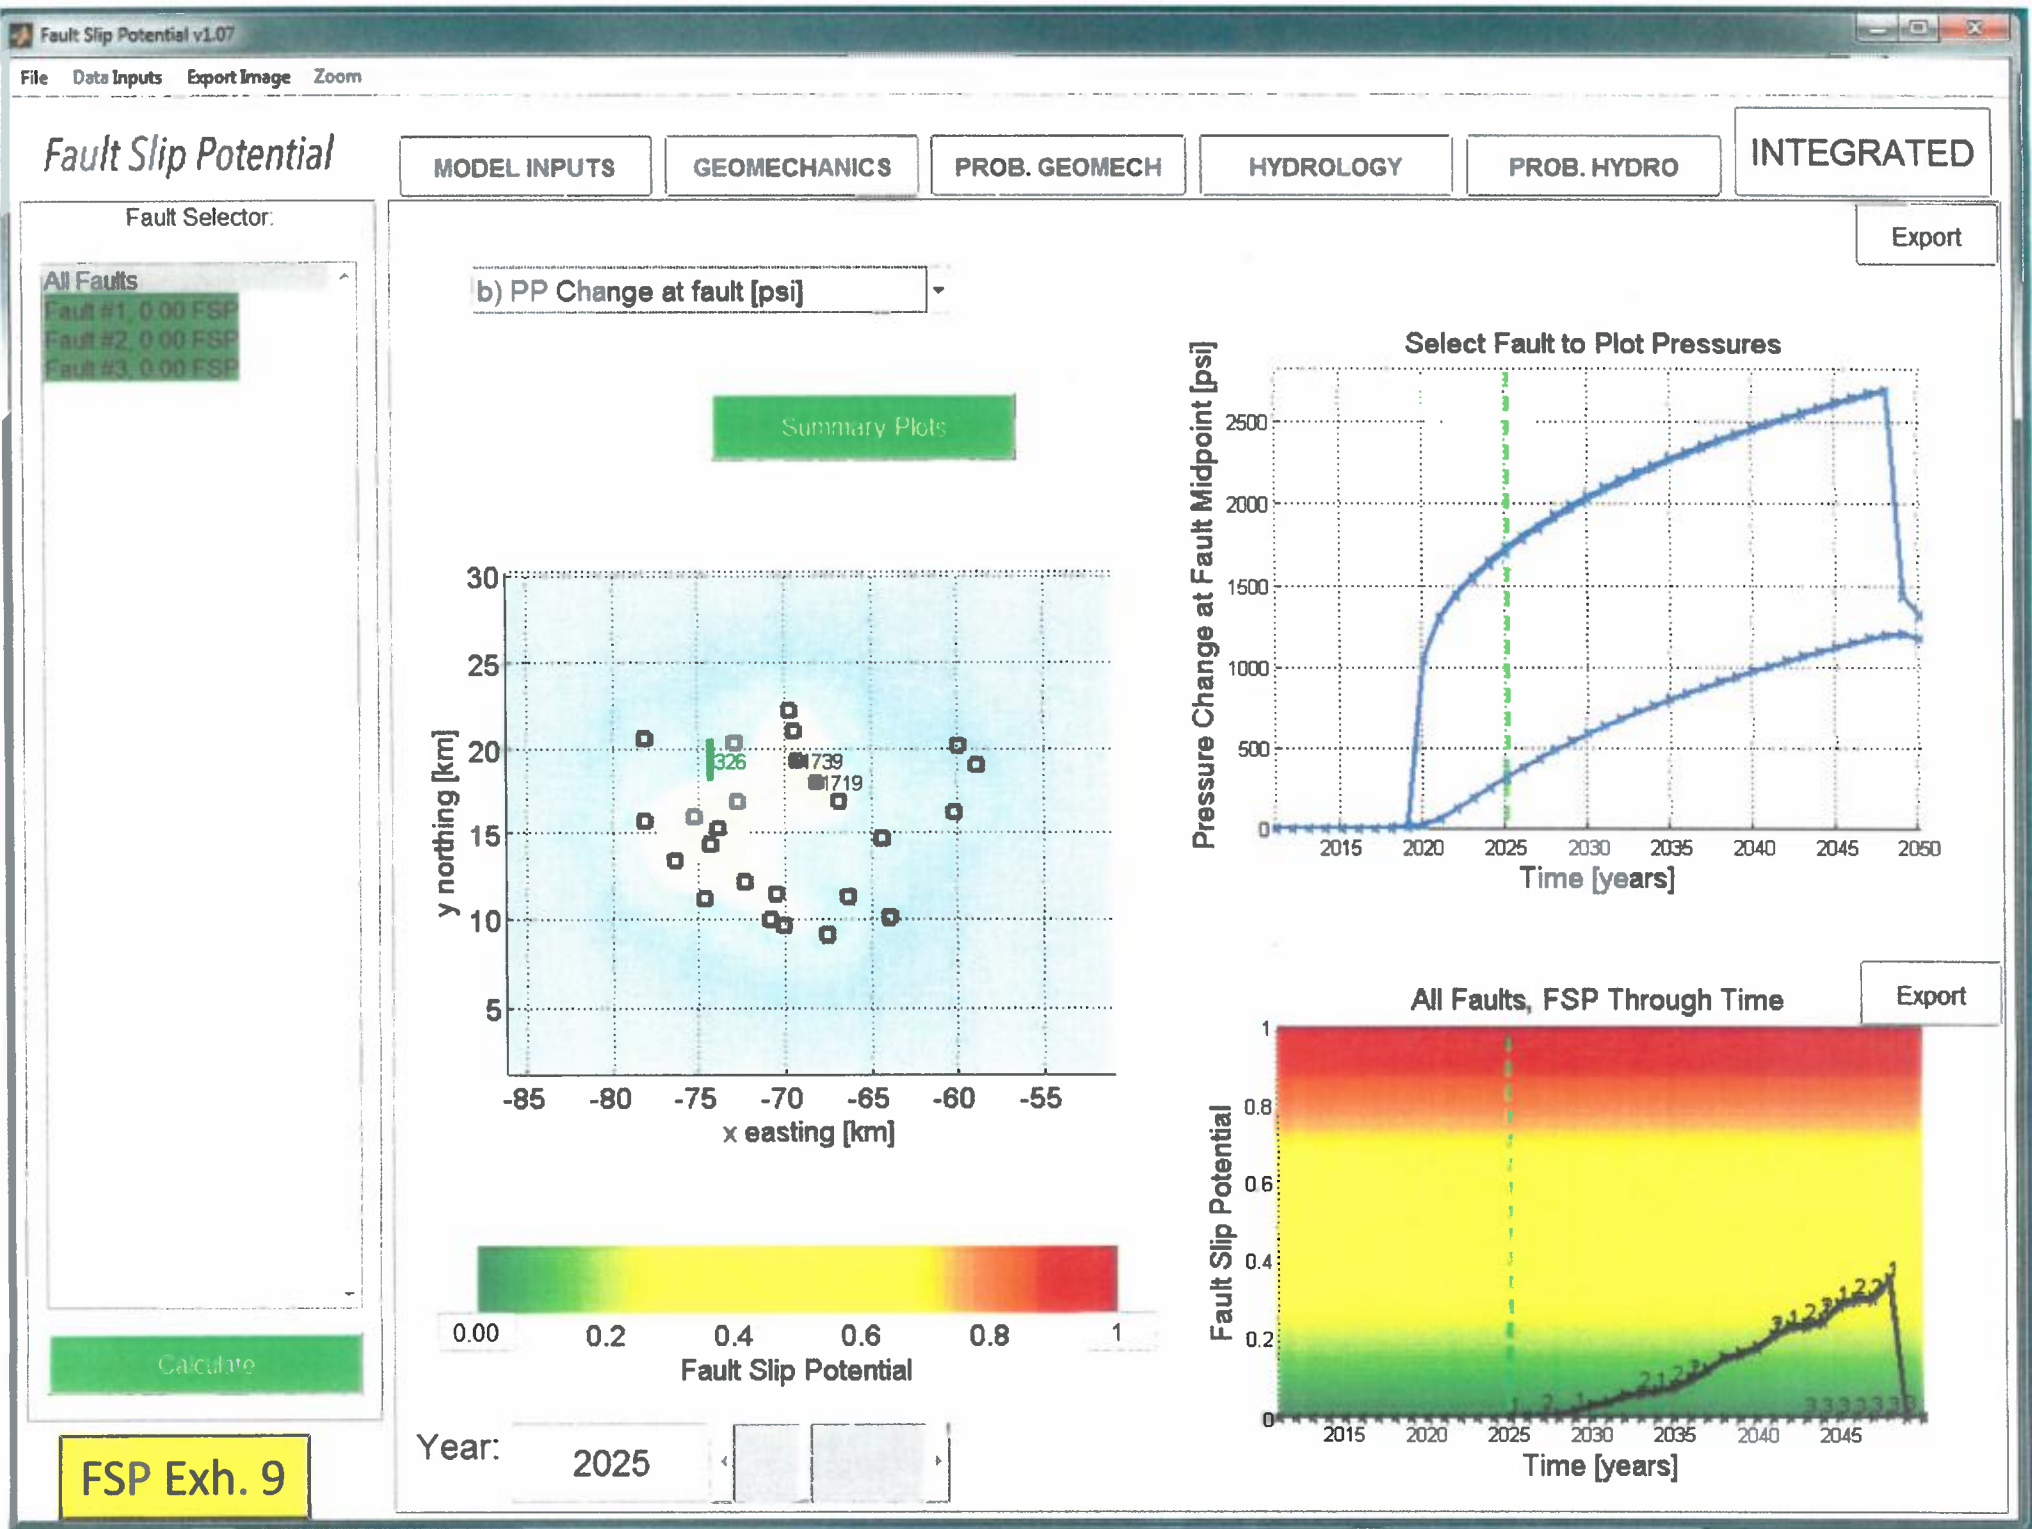 Fault Slip Potential v1.07
File Data Inputs Export Image Zoom
Fault Slip Potential
MODEL INPUTS
GEOMECHANICS
PROB. GEOMECH
HYDROLOGY
PROB. HYDRO
INTEGRATED
Fault Selector:
All Faults
Fault #1, 0.00 FSP
Fault #2, 0.00 FSP
Fault #3, 0.00 FSP
Calculate
FSP Exh. 9
Export
b) PP Change at fault [psi]
Summary Plots
30
25
20
15
10
5
y northing [km]
326
1739
1719
-85 -80 -75 -70 -65 -60 -55
x easting [km]
0.00 0.2 0.4 0.6 0.8 1
Fault Slip Potential
Year:
2025
Select Fault to Plot Pressures
Pressure Change at Fault Midpoint [psi]
2500
2000
1500
1000
500
0
2015 2020 2025 2030 2035 2040 2045 2050
Time [years]
Export
All Faults, FSP Through Time
Fault Slip Potential
1
0.8
0.6
0.4
0.2
0
2015 2020 2025 2030 2035 2040 2045
Time [years]